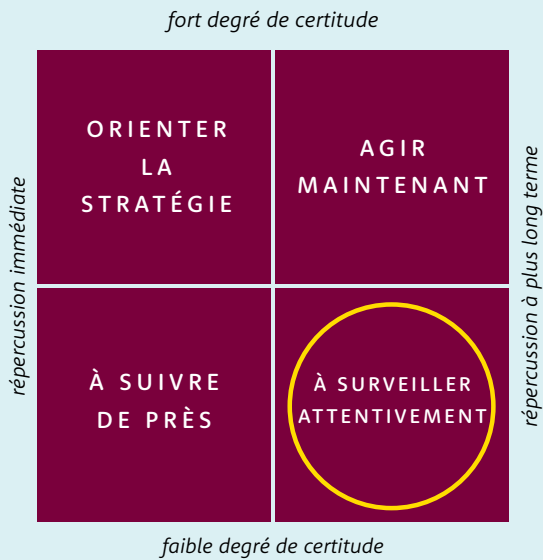 fort degré de certitude
ORIENTER
LA
STRATÉGIE
AGIR
MAINTENANT
répercussion immédiate
répercussion à plus long terme
À SUIVRE
DE PRÈS
À SURVEILLER
ATTENTIVEMENT
faible degré de certitude